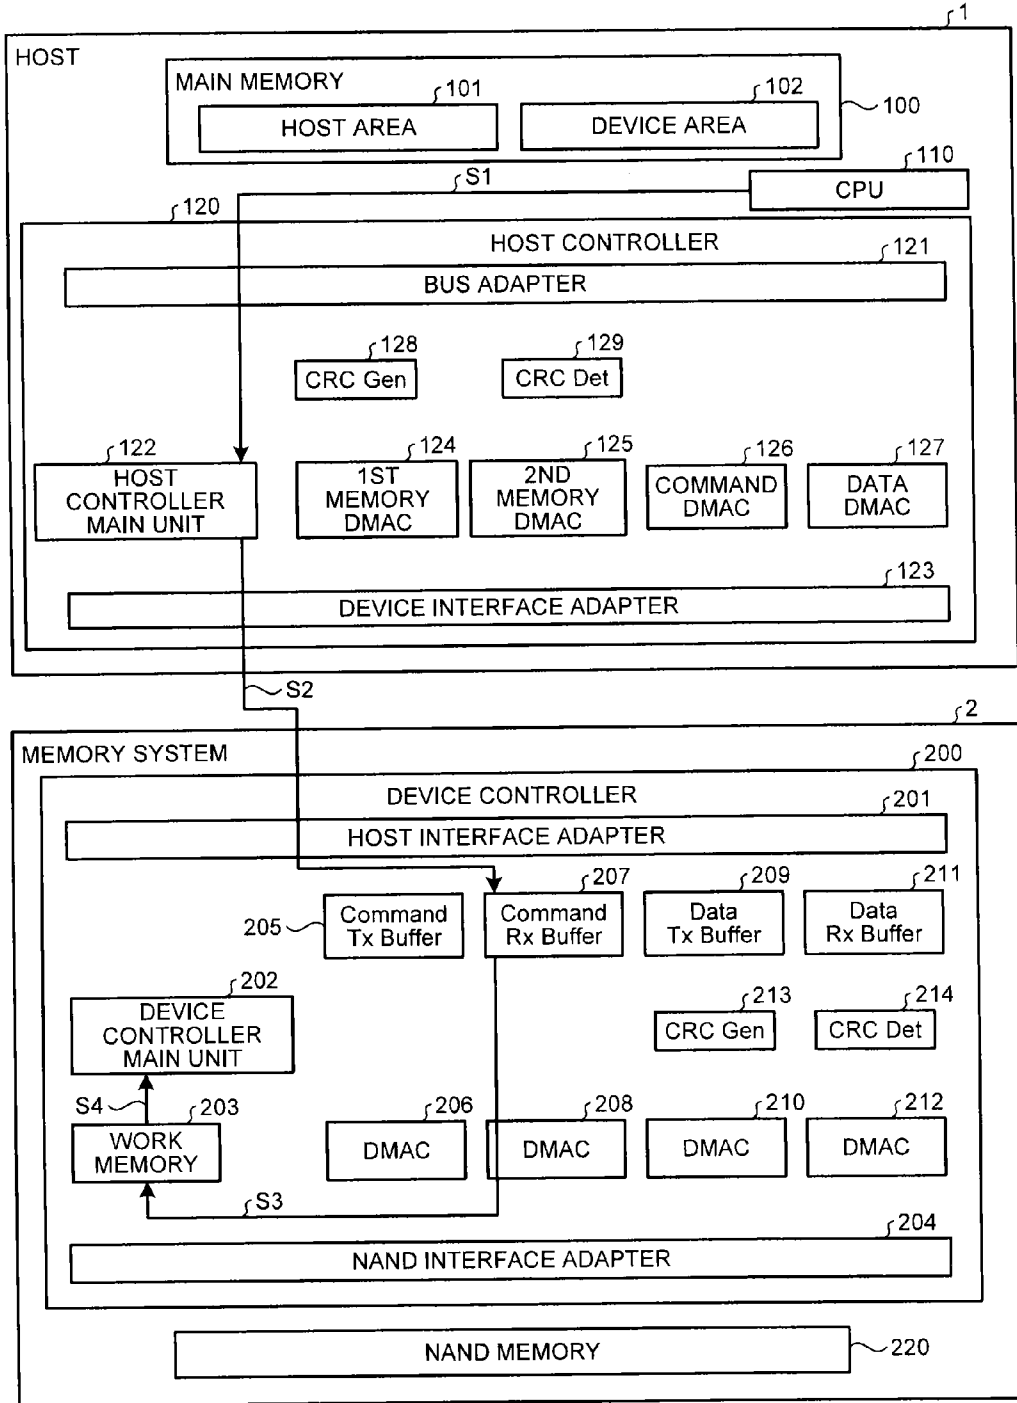 1
HOST
MAIN MEMORY
101
102
100
HOST AREA
DEVICE AREA
S1
110
CPU
120
HOST CONTROLLER
121
BUS ADAPTER
128
129
CRC Gen
CRC Det
122
124
125
126
127
HOST
CONTROLLER
MAIN UNIT
1ST
MEMORY
DMAC
2ND
MEMORY
DMAC
COMMAND
DMAC
DATA
DMAC
123
DEVICE INTERFACE ADAPTER
S2
2
MEMORY SYSTEM
200
DEVICE CONTROLLER
201
HOST INTERFACE ADAPTER
207
209
211
205
Command
Tx Buffer
Command
Rx Buffer
Data
Tx Buffer
Data
Rx Buffer
202
213
214
DEVICE
CONTROLLER
MAIN UNIT
CRC Gen
CRC Det
S4
203
206
208
210
212
WORK
MEMORY
DMAC
DMAC
DMAC
DMAC
S3
204
NAND INTERFACE ADAPTER
NAND MEMORY
220